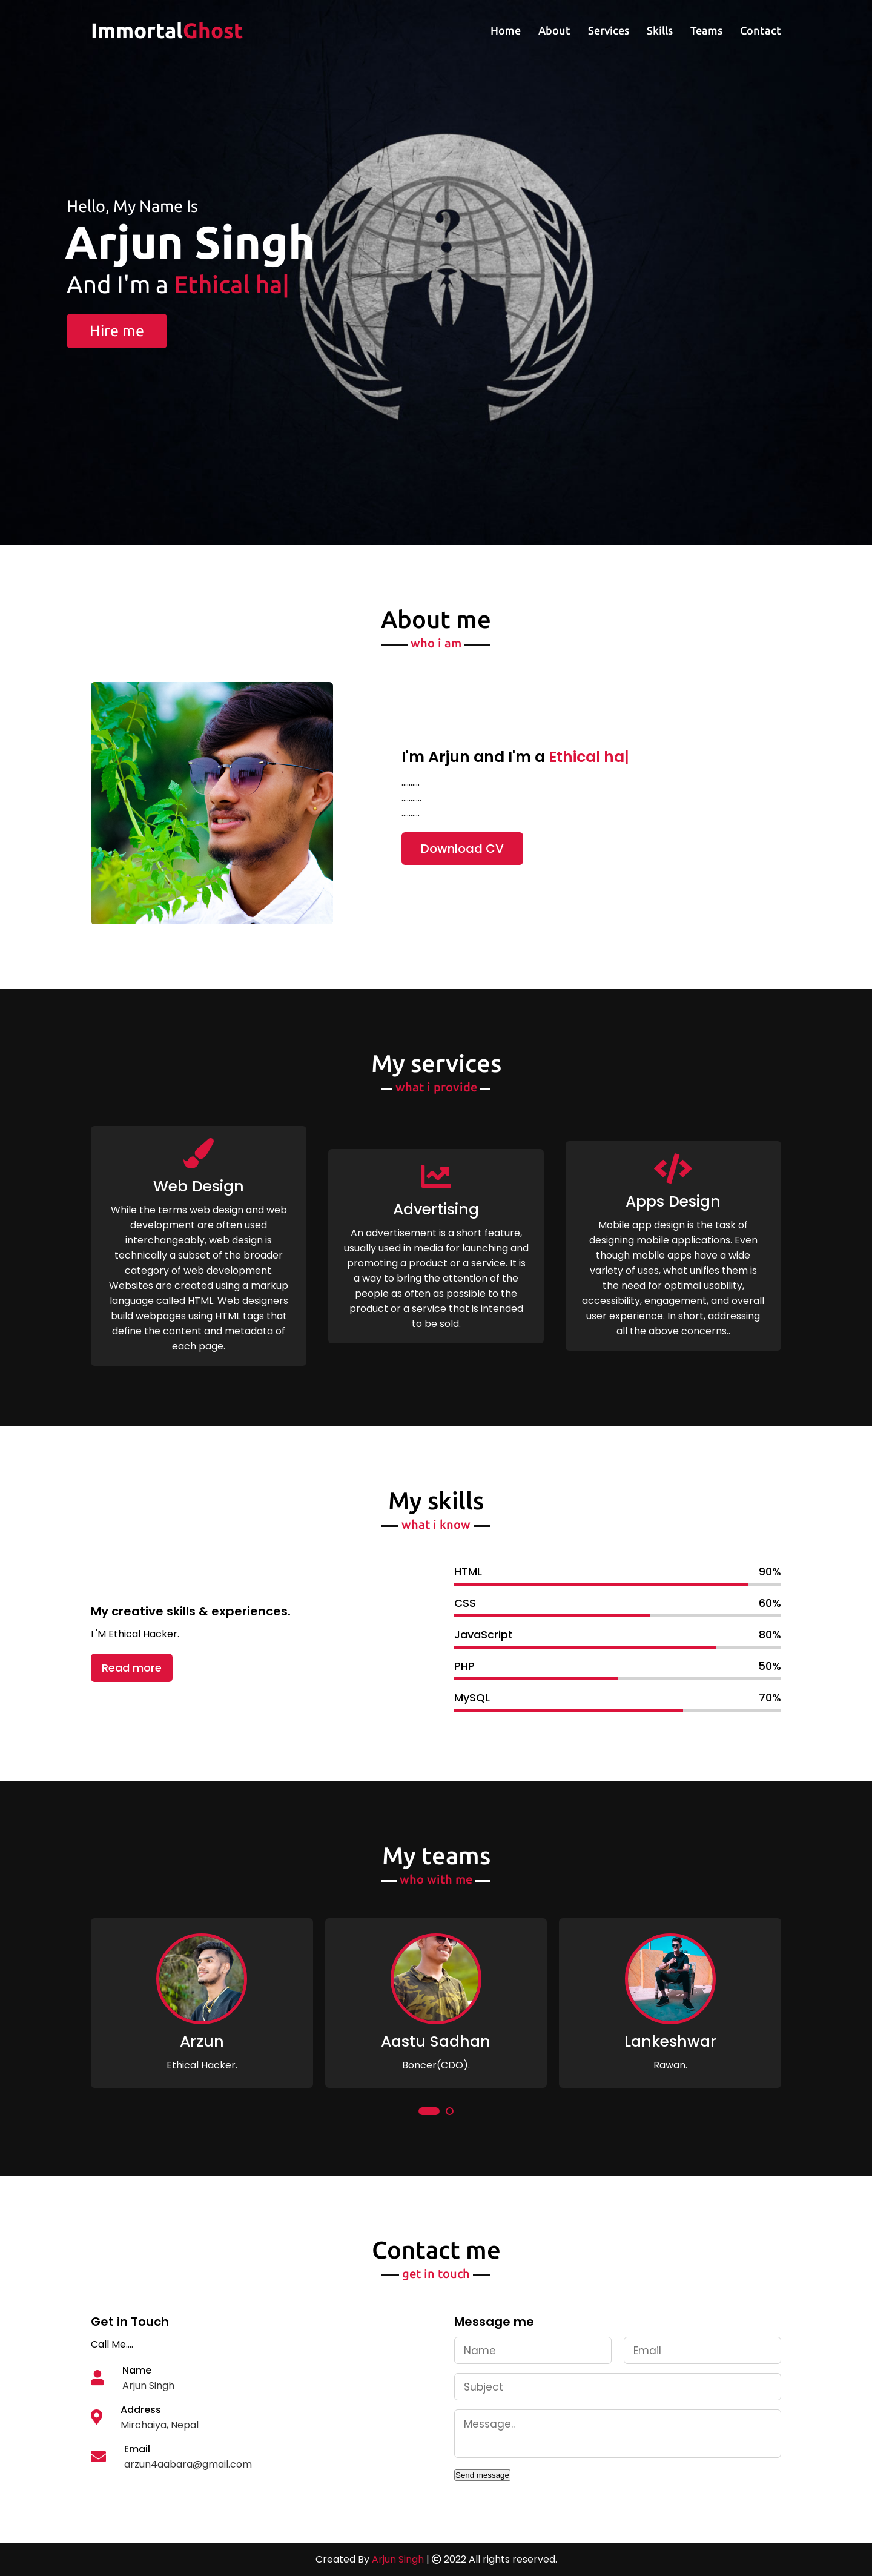 ImmortalGhost
Home About Services Skills Teams Contact
Hello, My Name Is
Arjun Singh
And I'm a Ethical ha|
Hire me
About me
who i am
I'm Arjun and I'm a Ethical ha|
..........
...........
..........
Download CV
My services
what i provide
Web Design
While the terms web design and web
development are often used
interchangeably, web design is
technically a subset of the broader
category of web development.
Websites are created using a markup
language called HTML. Web designers
build webpages using HTML tags that
define the content and metadata of
each page.
Advertising
An advertisement is a short feature,
usually used in media for launching and
promoting a product or a service. It is
a way to bring the attention of the
people as often as possible to the
product or a service that is intended
to be sold.
Apps Design
Mobile app design is the task of
designing mobile applications. Even
though mobile apps have a wide
variety of uses, what unifies them is
the need for optimal usability,
accessibility, engagement, and overall
user experience. In short, addressing
all the above concerns..
My skills
what i know
My creative skills & experiences.
I 'M Ethical Hacker.
Read more
HTML 90%
CSS 60%
JavaScript 80%
PHP 50%
MySQL 70%
My teams
who with me
Arzun
Ethical Hacker.
Aastu Sadhan
Boncer(CDO).
Lankeshwar
Rawan.
Contact me
get in touch
Get in Touch
Call Me....
Name
Arjun Singh
Address
Mirchaiya, Nepal
Email
arzun4aabara@gmail.com
Message me
Name Email
Subject
Message..
Send message
Created By Arjun Singh | © 2022 All rights reserved.